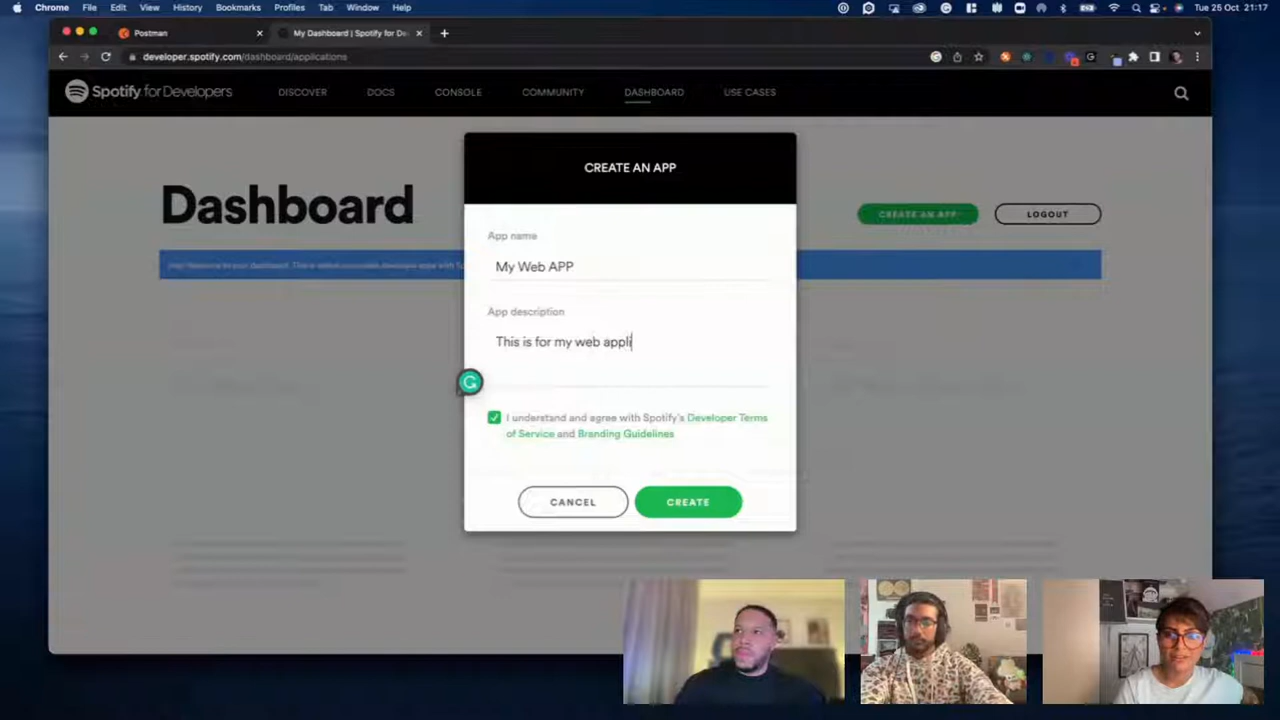 Chrome File Edit View History Bookmarks Profiles Tab Window Help
Tue 25 Oct 21:17
Postman
My Dashboard | Spotify for De
developer.spotify.com/dashboard/applications
Spotify for Developers
DISCOVER DOCS CONSOLE COMMUNITY DASHBOARD USE CASES
CREATE AN APP
Dashboard
CREATE AN APP
LOGOUT
App name
My Web APP
App description
This is for my web appli
I understand and agree with Spotify's Developer Terms
of Service and Branding Guidelines
CANCEL
CREATE